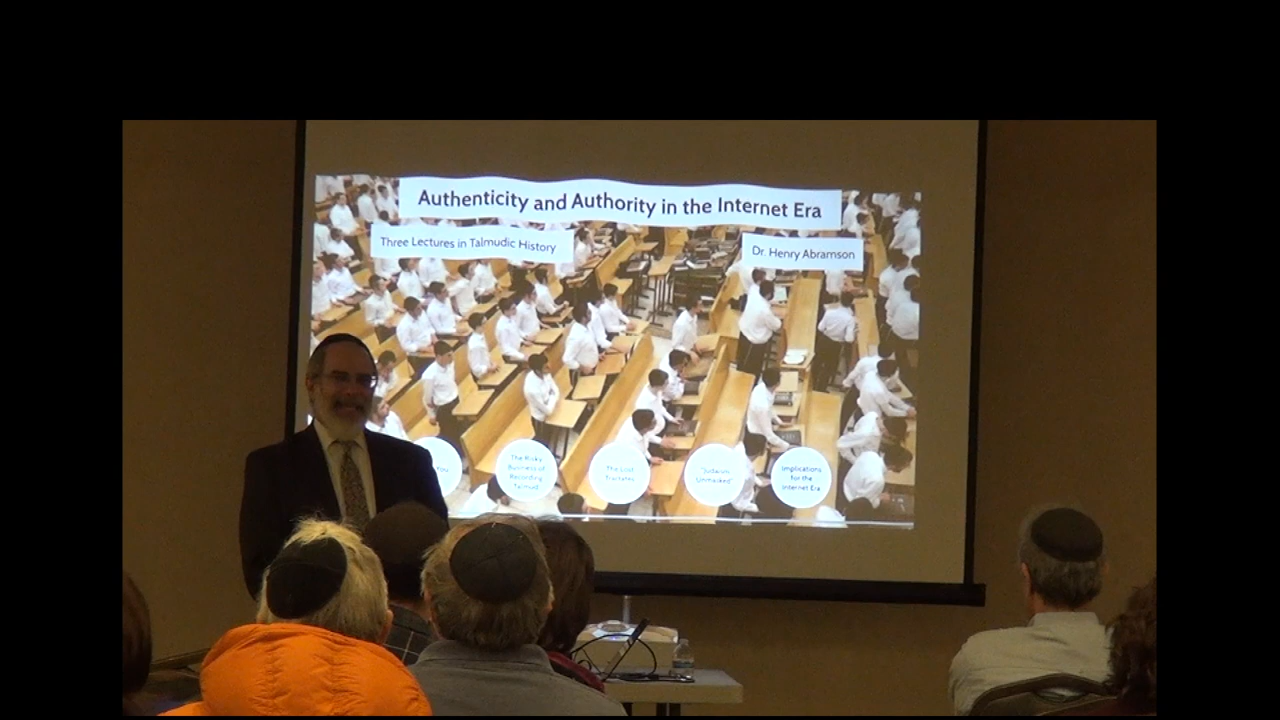 Authenticity and Authority in the Internet Era
Three Lectures in Talmudic History
Dr. Henry Abramson
you
The Risky
Business of
Recording
Talmud
The Lost
Tractates
"Judaism
Unmasked"
Implications
for the
Internet Era